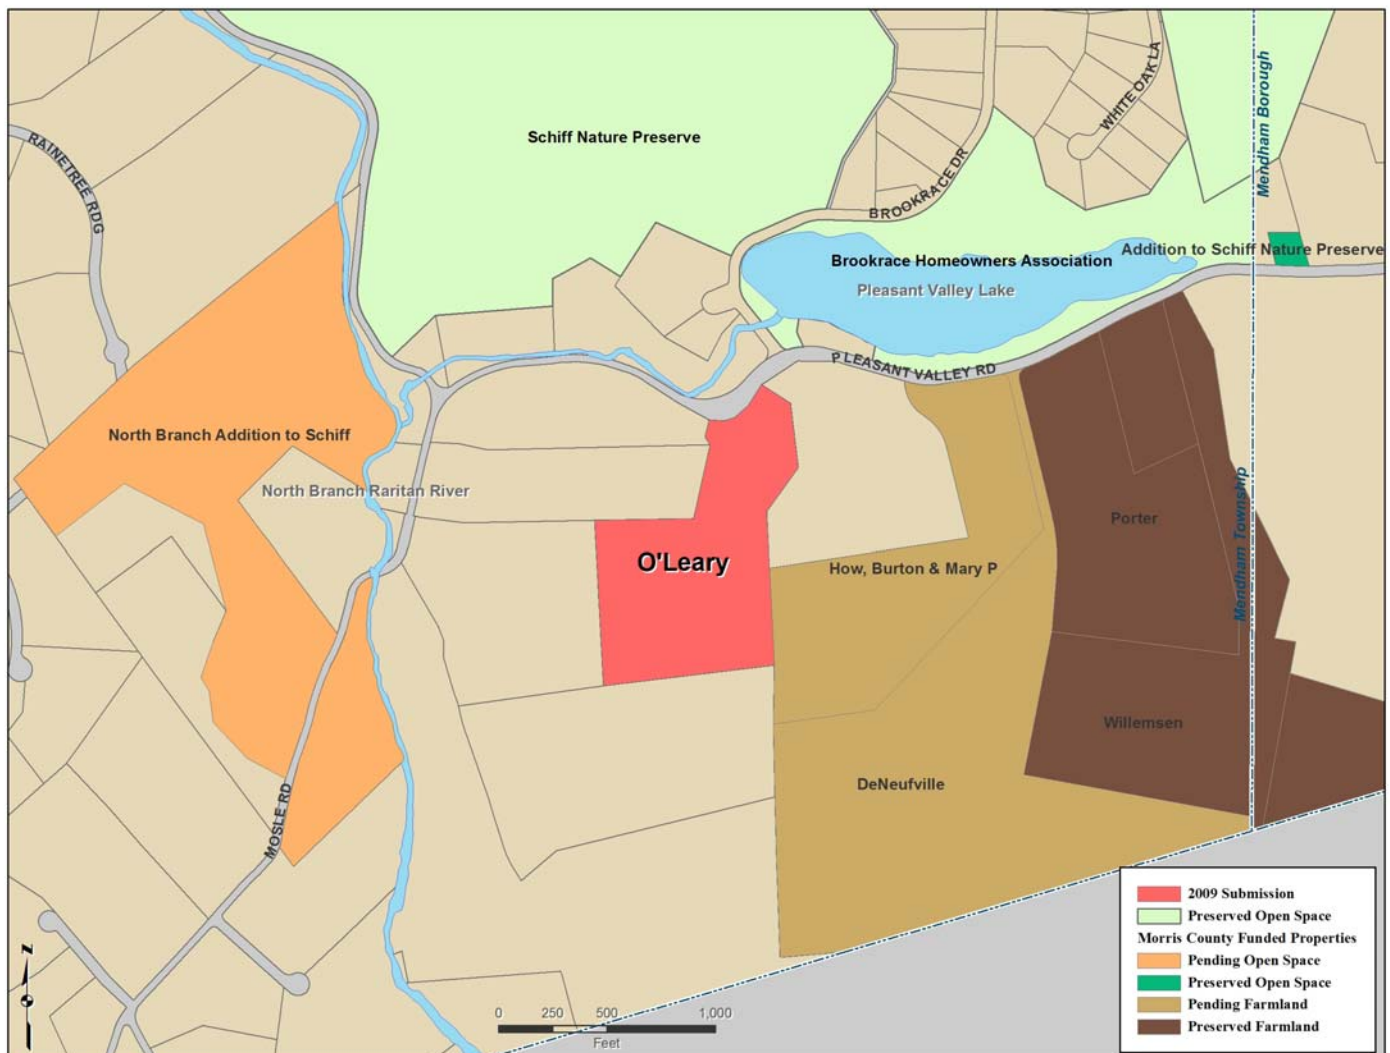 Schiff Nature Preserve
WHITE OAK LA
Mendham Borough
RAINETREE RDG
BROOKRACE DR
Addition to Schiff Nature Preserve
Brookrace Homeowners Association
Pleasant Valley Lake
PLEASANT VALLEY RD
North Branch Addition to Schiff
North Branch Raritan River
Porter
Mendham Township
O'Leary
How, Burton & Mary P
Willemsen
DeNeufville
MOSLE RD
2009 Submission
Preserved Open Space
Morris County Funded Properties
Pending Open Space
Preserved Open Space
Pending Farmland
Preserved Farmland
N
0 250 500 1,000
Feet